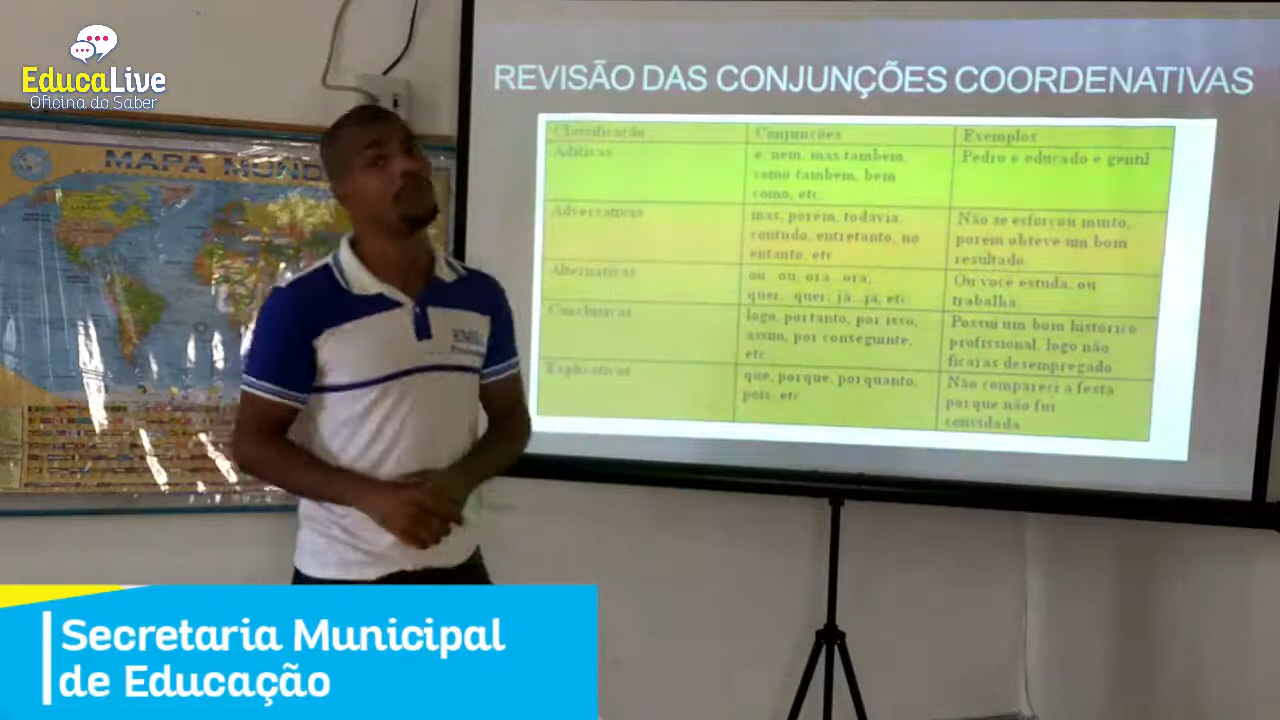 EducaLive
Oficina do Saber
MAPA MUND
REVISÃO DAS CONJUNÇÕES COORDENATIVAS
Classificação
Conjunções
Exemplos
Aditivas
e, nem, mas também,
como também, bem
como, etc.
Pedro e educado e gentil
Adversativas
mas, porém, todavia,
contudo, entretanto, no
entanto, etc
Não se esforçou muito,
porem obteve um bom
resultado
Alternativas
ou...ou, ora...ora,
quer...quer, já...já, etc.
Ou você estuda, ou
trabalha
Conclusivas
logo, portanto, por isso,
assim, por conseguinte,
etc
Possui um bom histórico
profissional, logo não
ficarás desempregado
Explicativas
que, porque, porquanto,
pois, etc
Não compareci a festa
porque não fui
convidada
Secretaria Municipal
de Educação